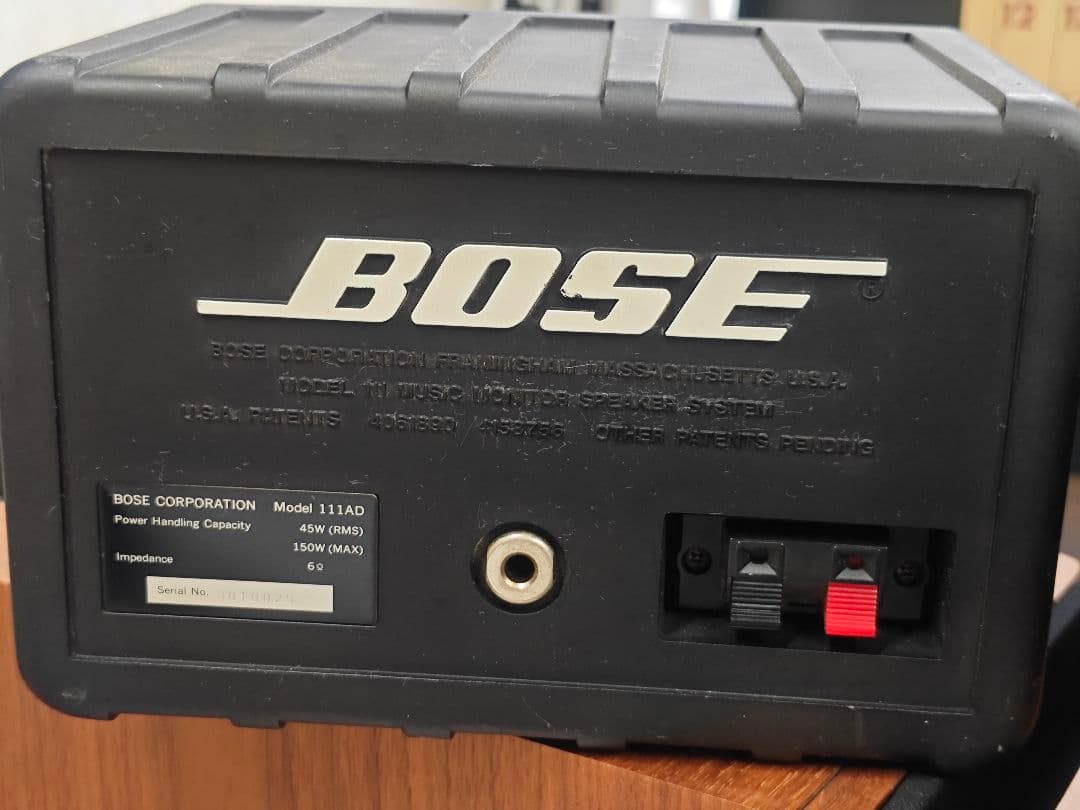 BOSE ®
BOSE CORPORATION FRAMINGHAM MASSACHUSETTS U.S.A.
MODEL 111 MUSIC MONITOR SPEAKER SYSTEM
U.S.A. PATENTS OTHER PATENTS PENDING
BOSE CORPORATION Model 111AD
Power Handling Capacity 45W (RMS)
150W (MAX)
Impedance 6Ω
Serial No.
12